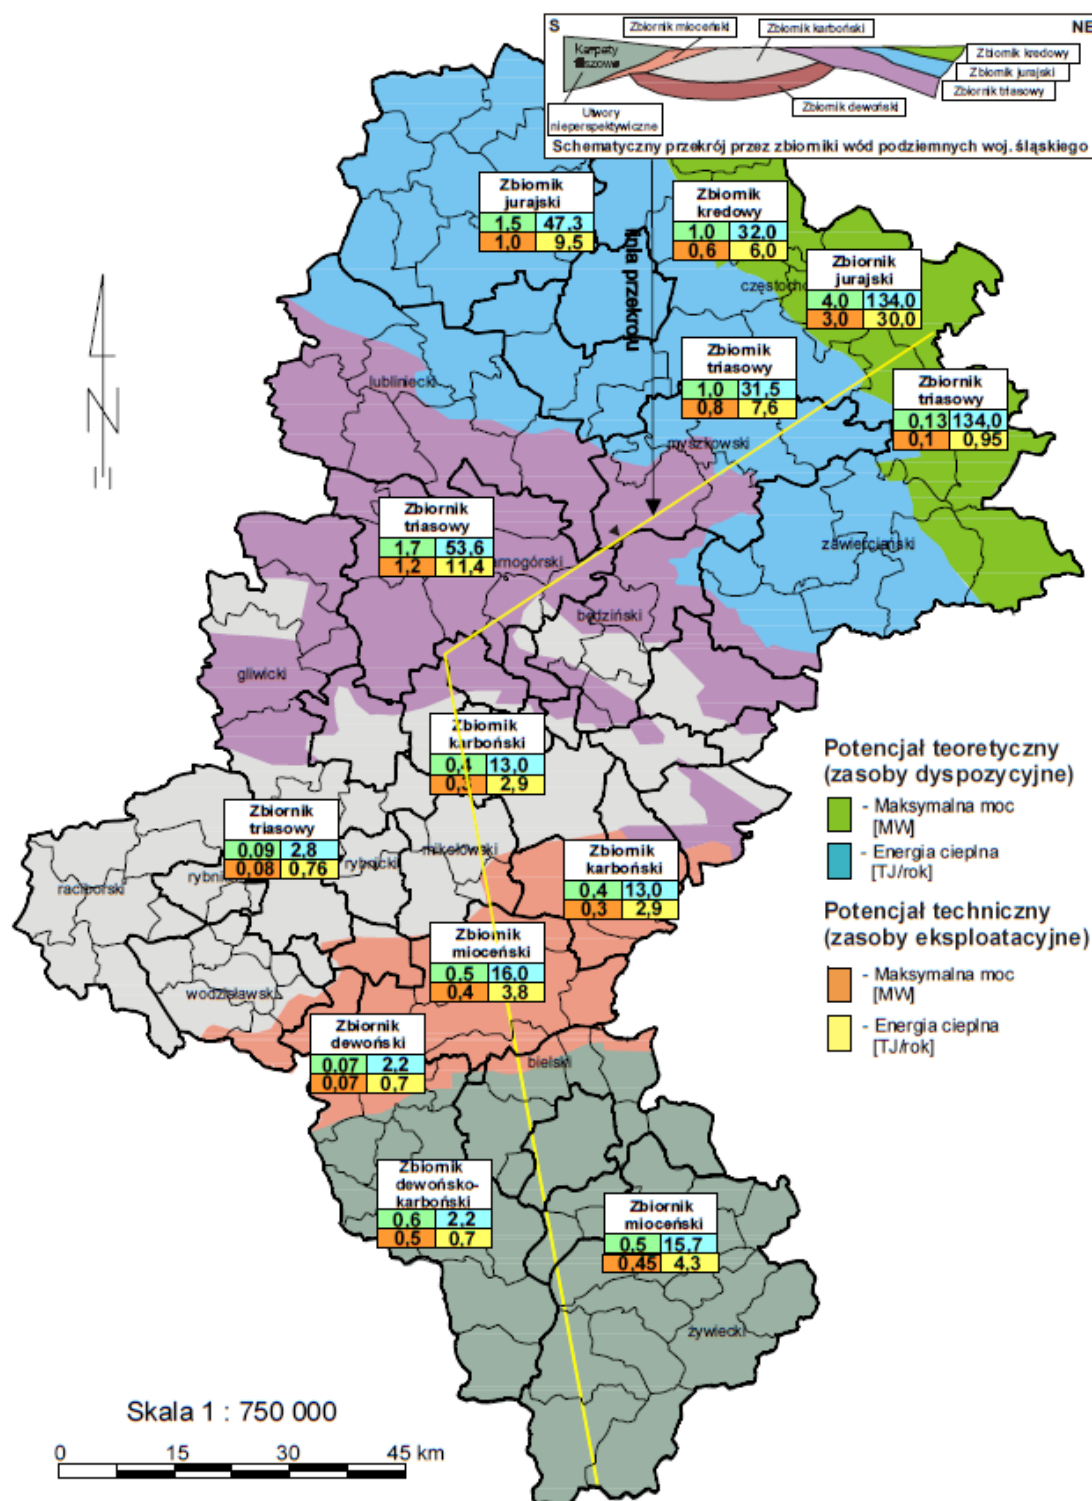 S
NE
Zbiornik mioceński
Zbiornik karboński
Karpaty
fliszowe
Zbiornik kredowy
Zbiornik jurajski
Zbiornik triasowy
Zbiornik dewoński
Utwory
nieperspektywiczne
Schematyczny przekrój przez zbiorniki wód podziemnych woj. śląskiego
Zbiornik
jurajski
1.5 47.3
1,0 9,5
Zbiornik
kredowy
1,0 32,0
0,6 6,0
linia przekroju
często
Zbiornik
jurajski
4,0 134,0
3,0 30,0
Zbiornik
triasowy
1,0 31,5
0,8 7,6
Zbiornik
triasowy
0,13 134,0
0,1 0,95
lubliniecki
myszkowski
N
Zbiornik
triasowy
1,7 53,6
1,2 11,4
zawierciański
będziński
gliwicki
Zbiornik
karboński
0,4 13,0
0,3 2,9
Potencjał teoretyczny
(zasoby dyspozycyjne)
- Maksymalna moc
[MW]
- Energia cieplna
[TJ/rok]
Zbiornik
triasowy
0,09 2,8
0,08 0,76
mikołowski
raciborski
Zbiornik
karboński
0,4 13,0
0,3 2,9
Potencjał techniczny
(zasoby eksploatacyjne)
- Maksymalna moc
[MW]
- Energia cieplna
[TJ/rok]
Zbiornik
mioceński
0,5 16,0
0,4 3,8
wodzisławski
Zbiornik
dewoński
0,07 2,2
0,07 0,7
bielski
Zbiornik
dewońsko-
karboński
0,6 2,2
0,5 0,7
Zbiornik
mioceński
0,5 15,7
0,45 4,3
żywiecki
Skala 1 : 750 000
0 15 30 45 km